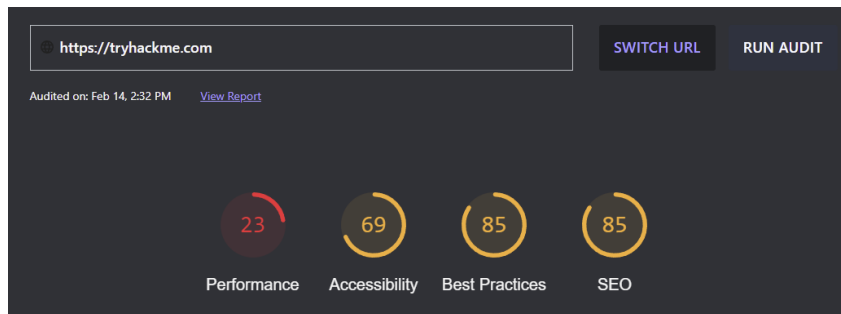 https://tryhackme.com SWITCH URL RUN AUDIT
Audited on: Feb 14, 2:32 PM View Report
23 69 85 85
Performance Accessibility Best Practices SEO